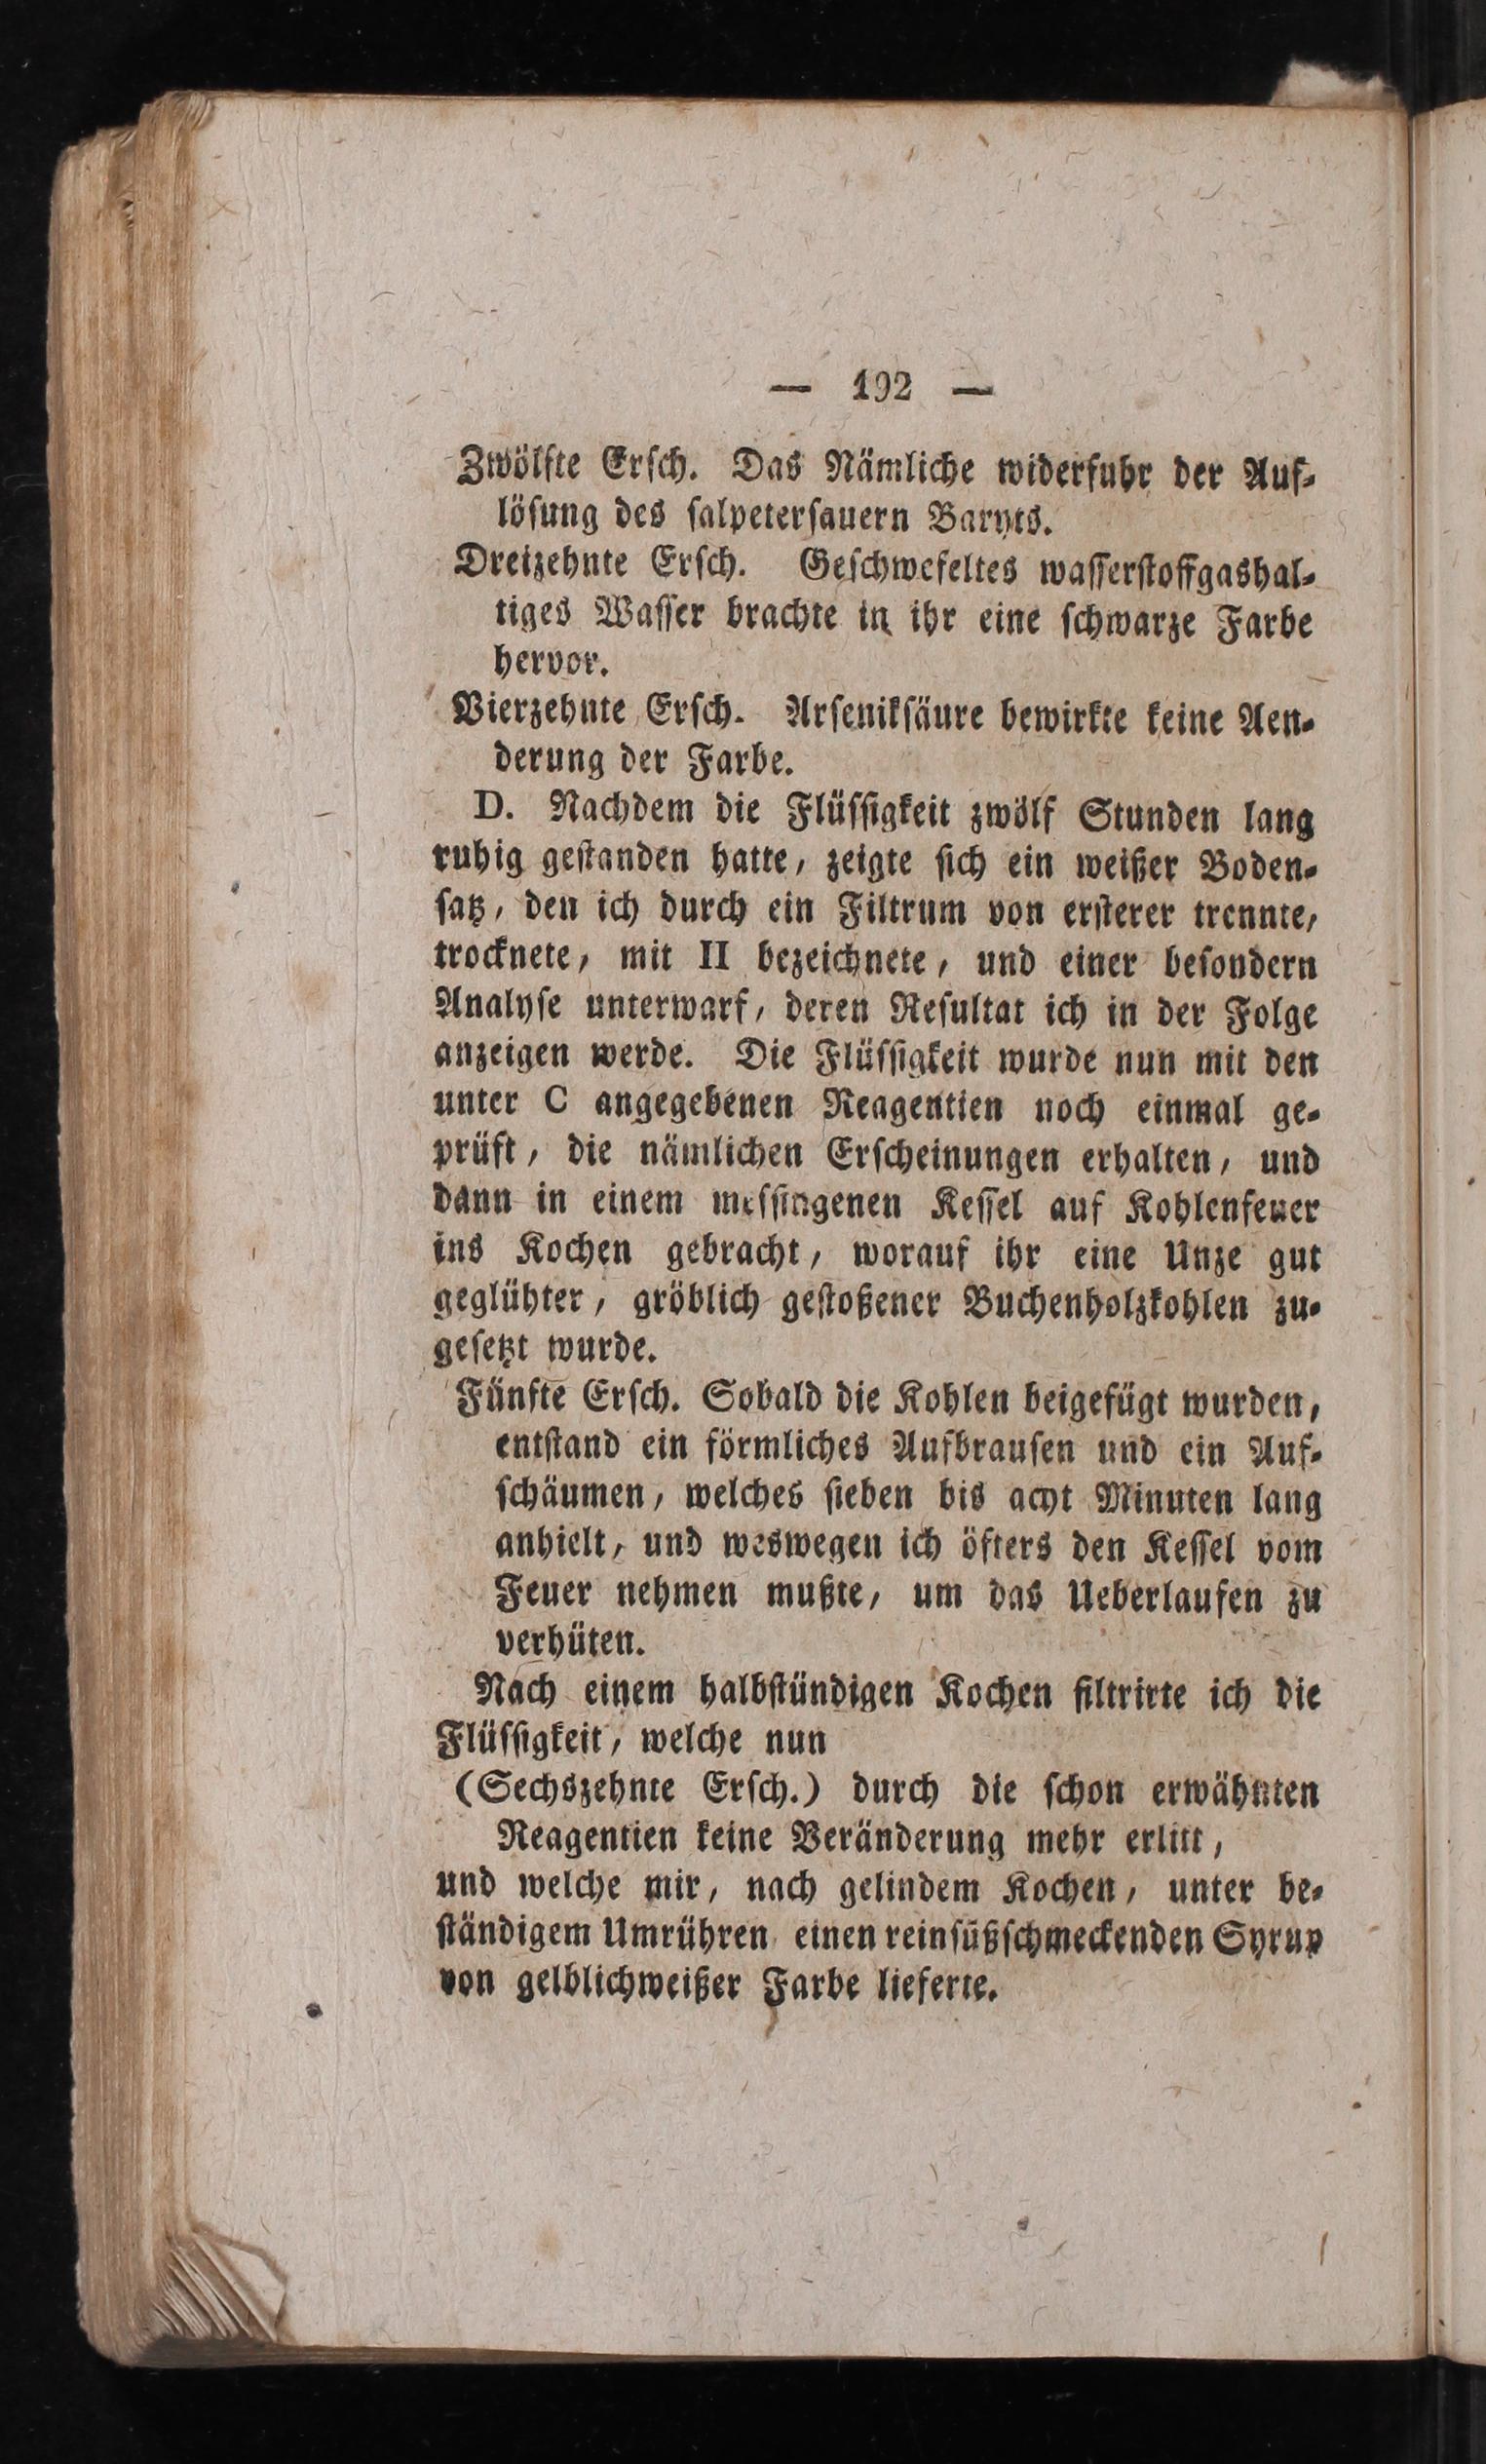 — 192 —
Zwölfte Erſch. Das Nämliche widerfuhr der Auf-
löſung des ſalpeterſauern Baryts.
Dreizehnte Erſch. Geſchwefeltes waſſerſtoffgashal-
tiges Waſſer brachte in ihr eine ſchwarze Farbe
hervor.
Vierzehnte Erſch. Arſenikſäure bewirkte keine Aen-
derung der Farbe.
D. Nachdem die Flüſſigkeit zwölf Stunden lang
ruhig geſtanden hatte, zeigte ſich ein weißer Boden-
ſatz, den ich durch ein Filtrum von erſterer trennte,
trocknete, mit II bezeichnete, und einer beſondern
Analyſe unterwarf, deren Reſultat ich in der Folge
anzeigen werde. Die Flüſſigkeit wurde nun mit den
unter C angegebenen Reagentien noch einmal ge-
prüft, die nämlichen Erſcheinungen erhalten, und
dann in einem meſſingenen Keſſel auf Kohlenfeuer
ins Kochen gebracht, worauf ihr eine Unze gut
geglühter, gröblich geſtoßener Buchenholzkohlen zu-
geſetzt wurde.
Fünfte Erſch. Sobald die Kohlen beigefügt wurden,
entſtand ein förmliches Aufbrauſen und ein Auf-
ſchäumen, welches ſieben bis acht Minuten lang
anhielt, und weswegen ich öfters den Keſſel vom
Feuer nehmen mußte, um das Ueberlaufen zu
verhüten.
Nach einem halbſtündigen Kochen filtrirte ich die
Flüſſigkeit, welche nun
(Sechszehnte Erſch.) durch die ſchon erwähnten
Reagentien keine Veränderung mehr erlitt,
und welche mir, nach gelindem Kochen, unter be-
ſtändigem Umrühren einen reinſüßſchmeckenden Syrup
von gelblichweißer Farbe lieferte.